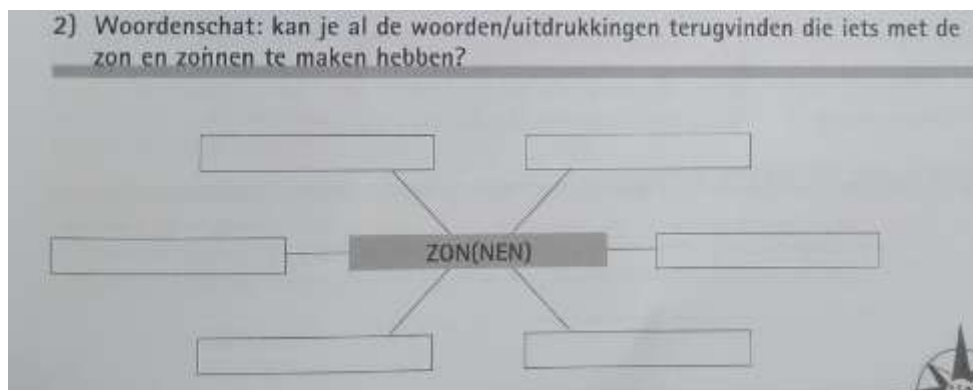 2) Woordenschat: kan je al de woorden/uitdrukkingen terugvinden die iets met de
zon en zonnen te maken hebben?
ZON(NEN)